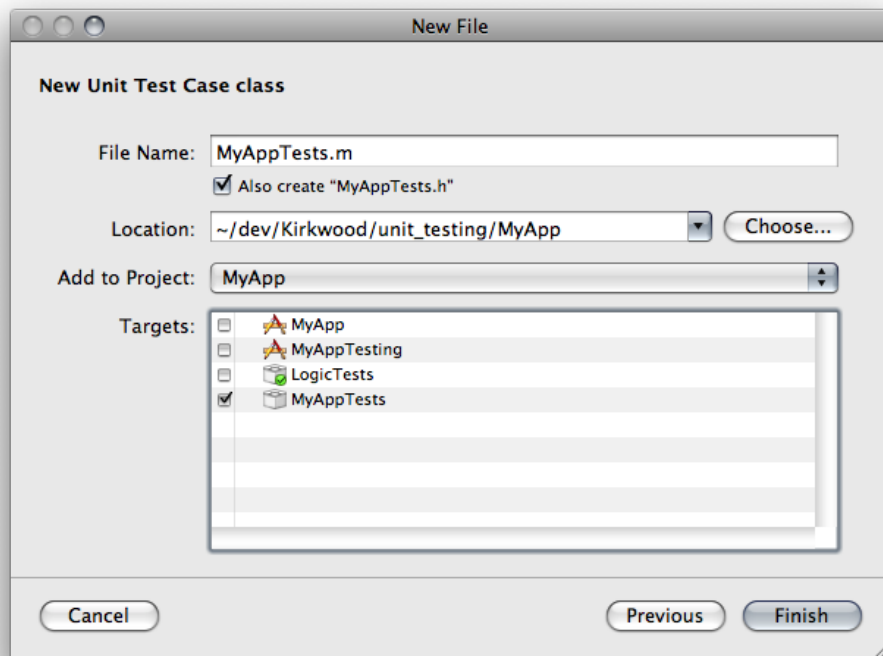 New File
New Unit Test Case class
File Name: MyAppTests.m
Also create “MyAppTests.h”
Location: ~/dev/Kirkwood/unit_testing/MyApp Choose...
Add to Project: MyApp
Targets: MyApp
MyAppTesting
LogicTests
MyAppTests
Cancel Previous Finish